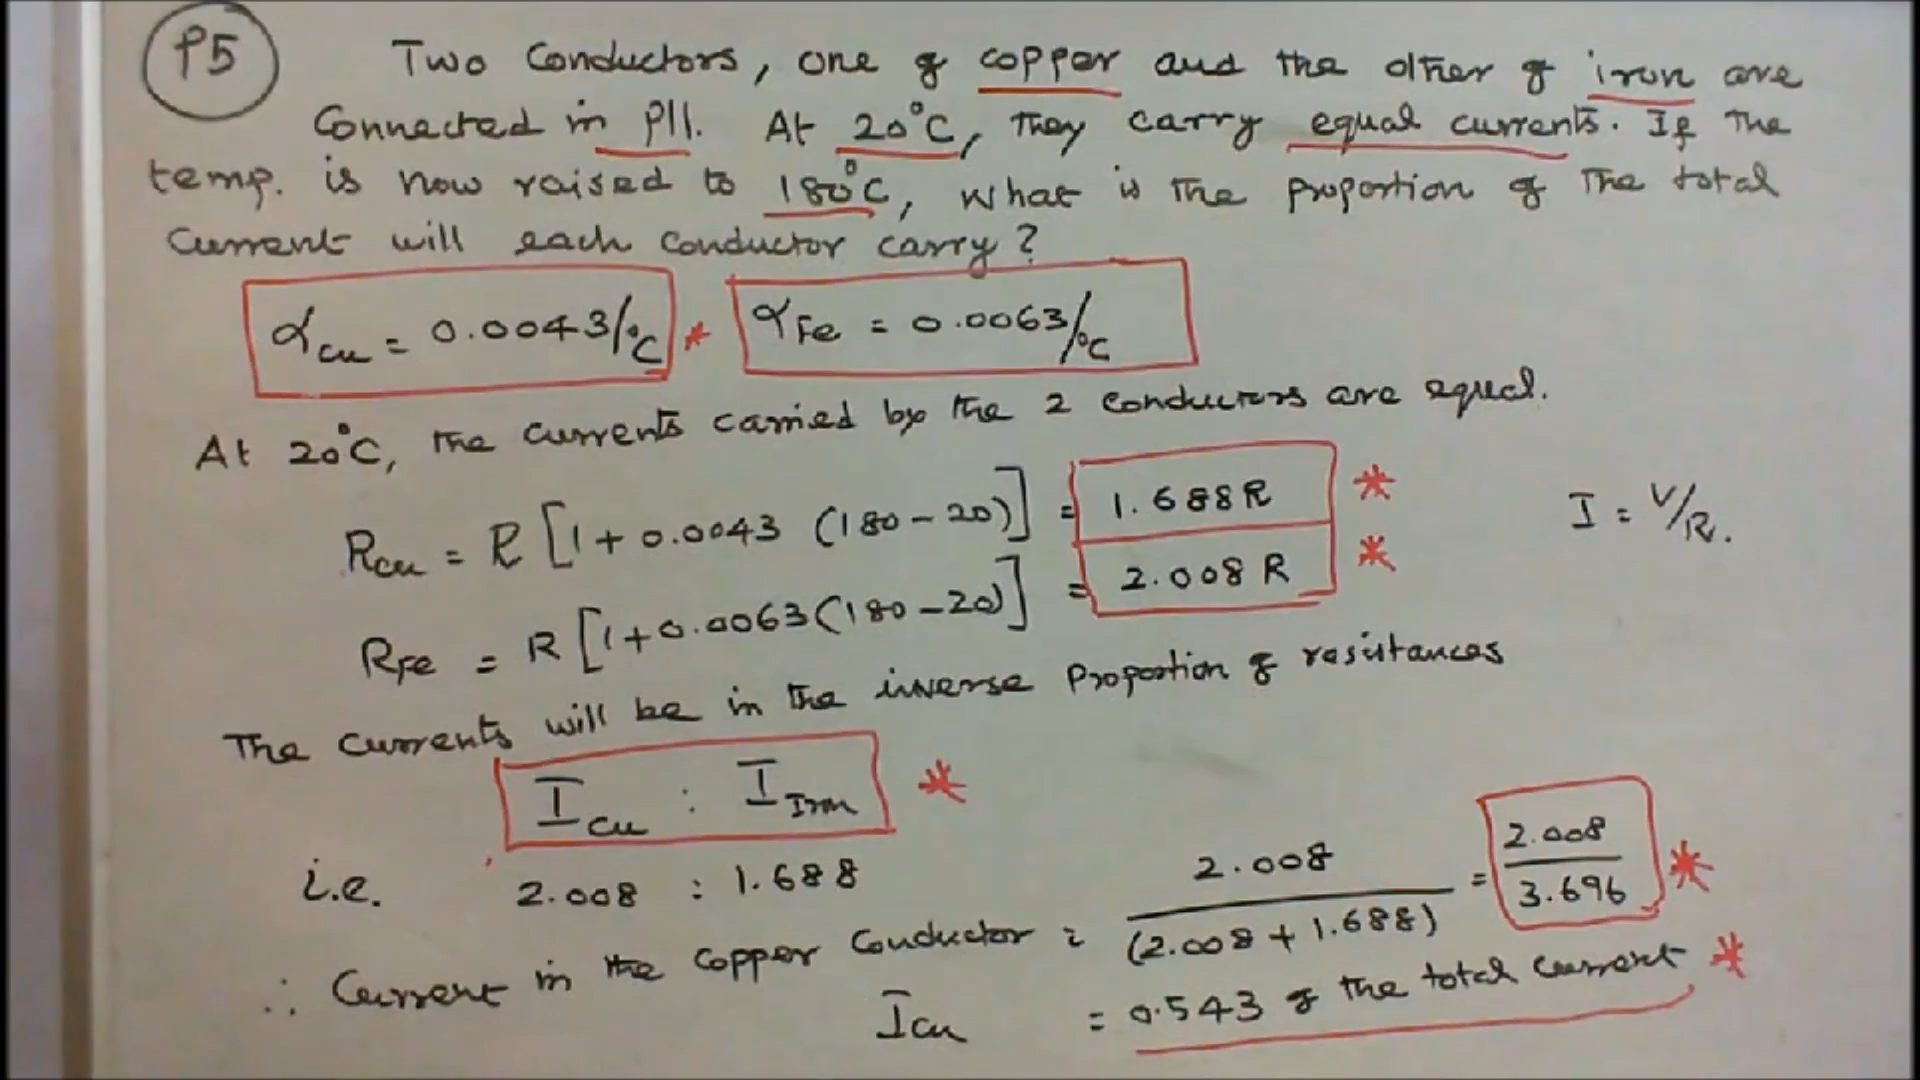 P5
Two Conductors, one of copper and the other of iron are
Connected in Pll. At 20°C, They carry equal currents. If The
temp. is now raised to 180°C, What is the proportion of The total
Current will each conductor carry?
αcu = 0.0043/°C * αFe = 0.0063/°C
At 20°C, the currents carried by the 2 conductors are equal.
Rcu = R [1 + 0.0043 (180-20)] = 1.688R *
I = V/R.
RFe = R [1+0.0063(180-20)] = 2.008 R *
The currents will be in the inverse proportion of resistances
Icu : IIron *
i.e. 2.008 : 1.688
∴ Current in the Copper Conductor = 2.008/(2.008 + 1.688) = 2.008/3.696 *
Icu = 0.543 of the total current *